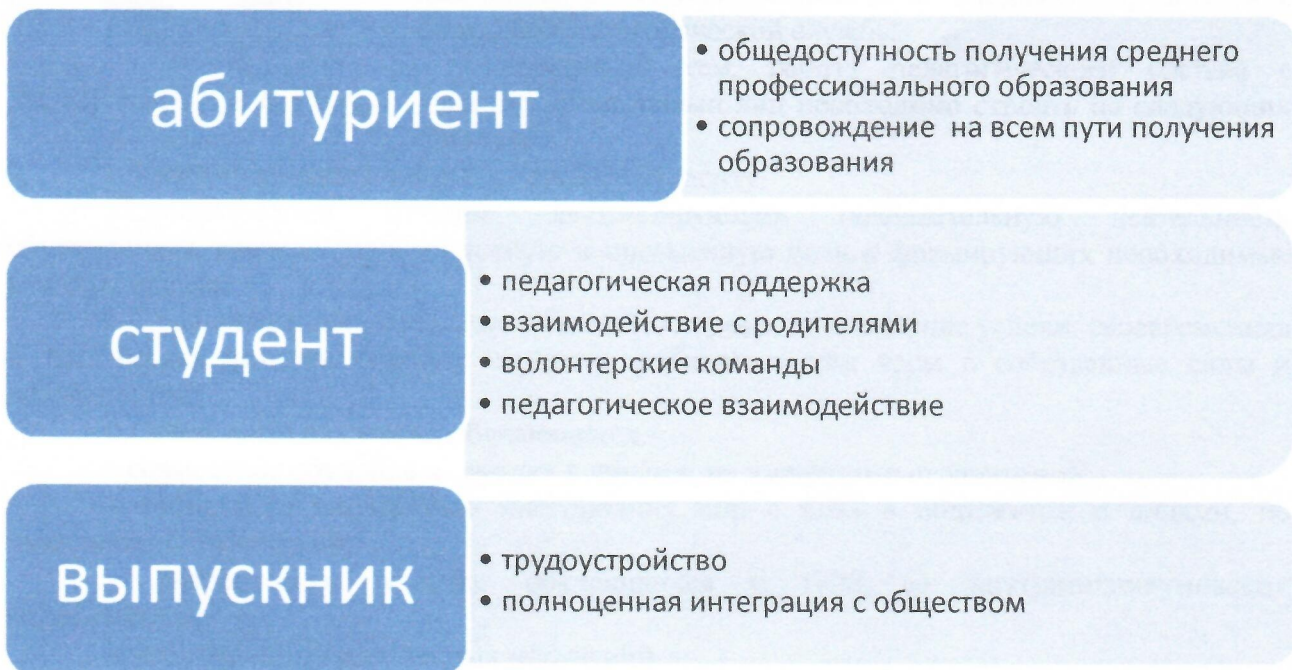 абитуриент
• общедоступность получения среднего
профессионального образования
• сопровождение на всем пути получения
образования
студент
• педагогическая поддержка
• взаимодействие с родителями
• волонтерские команды
• педагогическое взаимодействие
выпускник
• трудоустройство
• полноценная интеграция с обществом